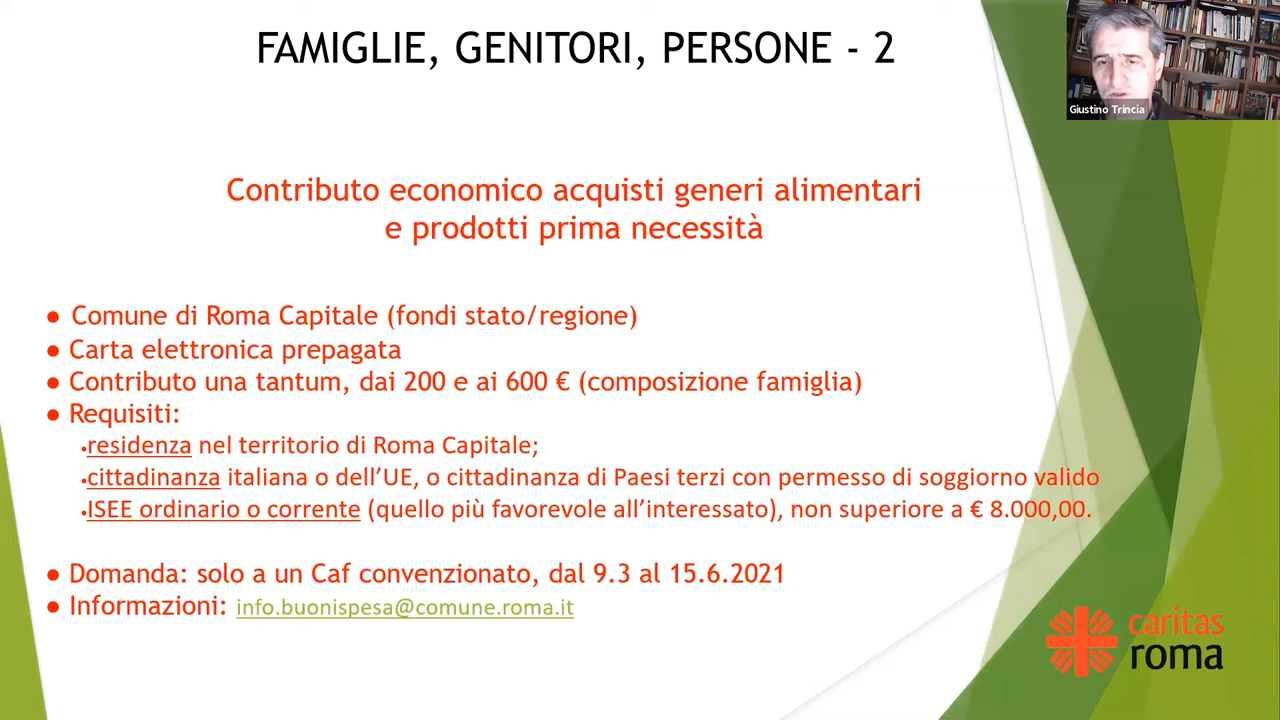 FAMIGLIE, GENITORI, PERSONE - 2
Giustino Trincia
Contributo economico acquisti generi alimentari
e prodotti prima necessità
● Comune di Roma Capitale (fondi stato/regione)
● Carta elettronica prepagata
● Contributo una tantum, dai 200 e ai 600 € (composizione famiglia)
● Requisiti:
•residenza nel territorio di Roma Capitale;
•cittadinanza italiana o dell’UE, o cittadinanza di Paesi terzi con permesso di soggiorno valido
•ISEE ordinario o corrente (quello più favorevole all’interessato), non superiore a € 8.000,00.
● Domanda: solo a un Caf convenzionato, dal 9.3 al 15.6.2021
● Informazioni: info.buonispesa@comune.roma.it
caritas
roma